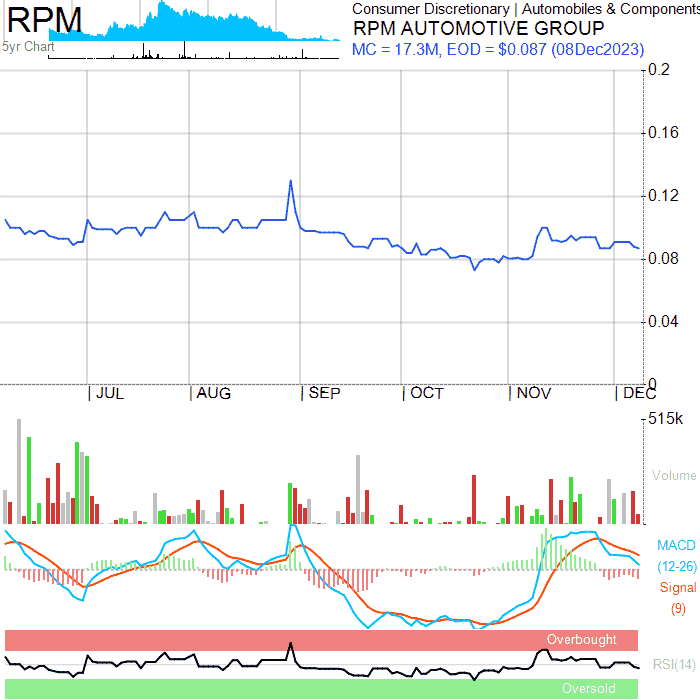 RPM
5yr Chart
Consumer Discretionary | Automobiles & Components
RPM AUTOMOTIVE GROUP
MC = 17.3M, EOD = $0.087 (08Dec2023)
0.2
0.16
0.12
0.08
0.04
0
JUL AUG SEP OCT NOV DEC
515k
Volume
MACD
(12-26)
Signal
(9)
Overbought
RSI(14)
Oversold